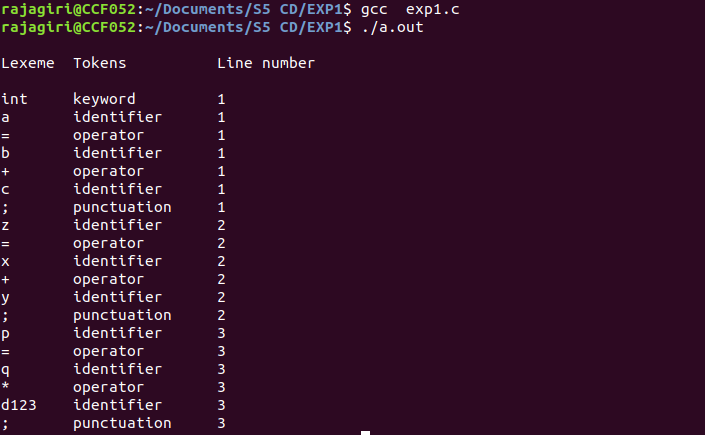 rajagiri@CCF052:~/Documents/S5 CD/EXP1$ gcc  exp1.c
rajagiri@CCF052:~/Documents/S5 CD/EXP1$ ./a.out
Lexeme  Tokens          Line number
int     keyword         1
a       identifier      1
=       operator        1
b       identifier      1
+       operator        1
c       identifier      1
;       punctuation     1
z       identifier      2
=       operator        2
x       identifier      2
+       operator        2
y       identifier      2
;       punctuation     2
p       identifier      3
=       operator        3
q       identifier      3
*       operator        3
d123    identifier      3
;       punctuation     3